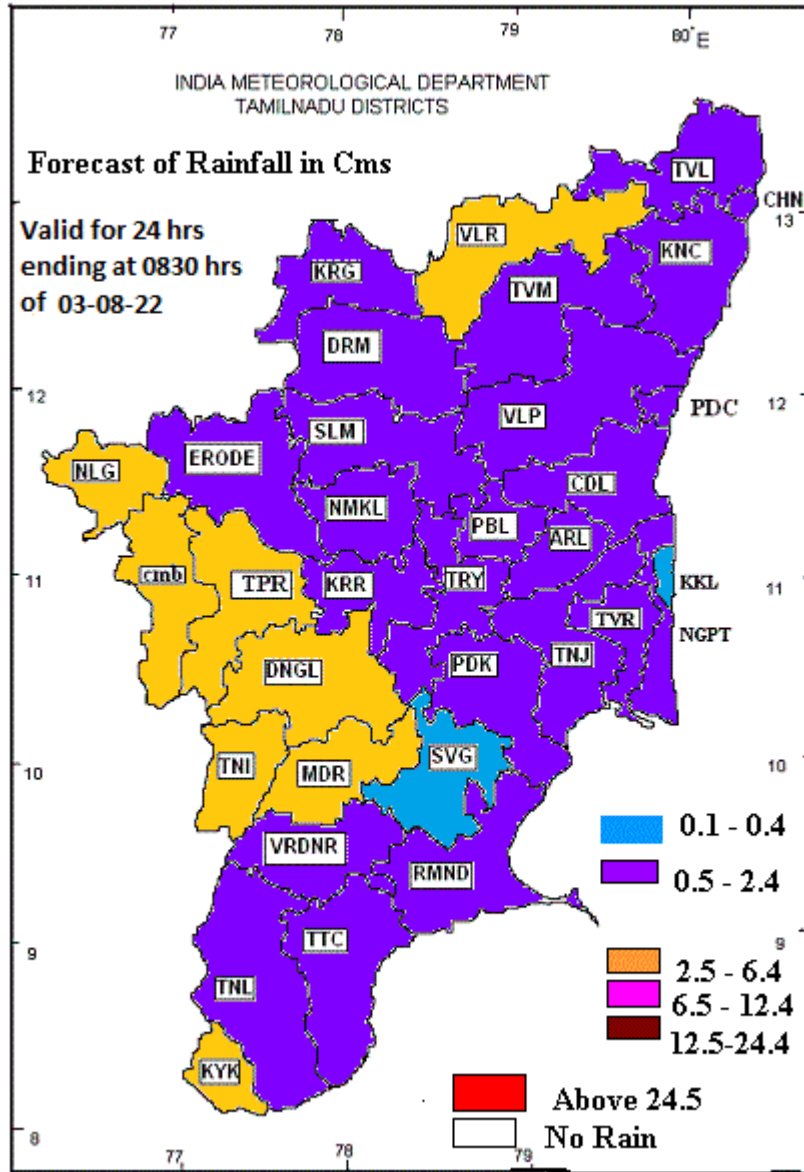 77 78 79 80° E
INDIA METEOROLOGICAL DEPARTMENT
TAMILNADU DISTRICTS
Forecast of Rainfall in Cms
TVL
CHN
13
Valid for 24 hrs
ending at 0830 hrs
of 03-08-22
VLR
KNC
KRG
TVM
DRM
12
12
PDC
VLP
SLM
ERODE
NLG
CDL
NMKL
PBL
ARL
11
cmb
TPR
KRR
TRY
KKL
11
TVR
NGPT
DNGL
PDK
TNJ
10
TNI
MDR
SVG
10
0.1 - 0.4
VRDNR
RMND
0.5 - 2.4
9
TTC
9
TNL
2.5 - 6.4
6.5 - 12.4
12.5-24.4
KYK
Above 24.5
No Rain
8
77 78 79